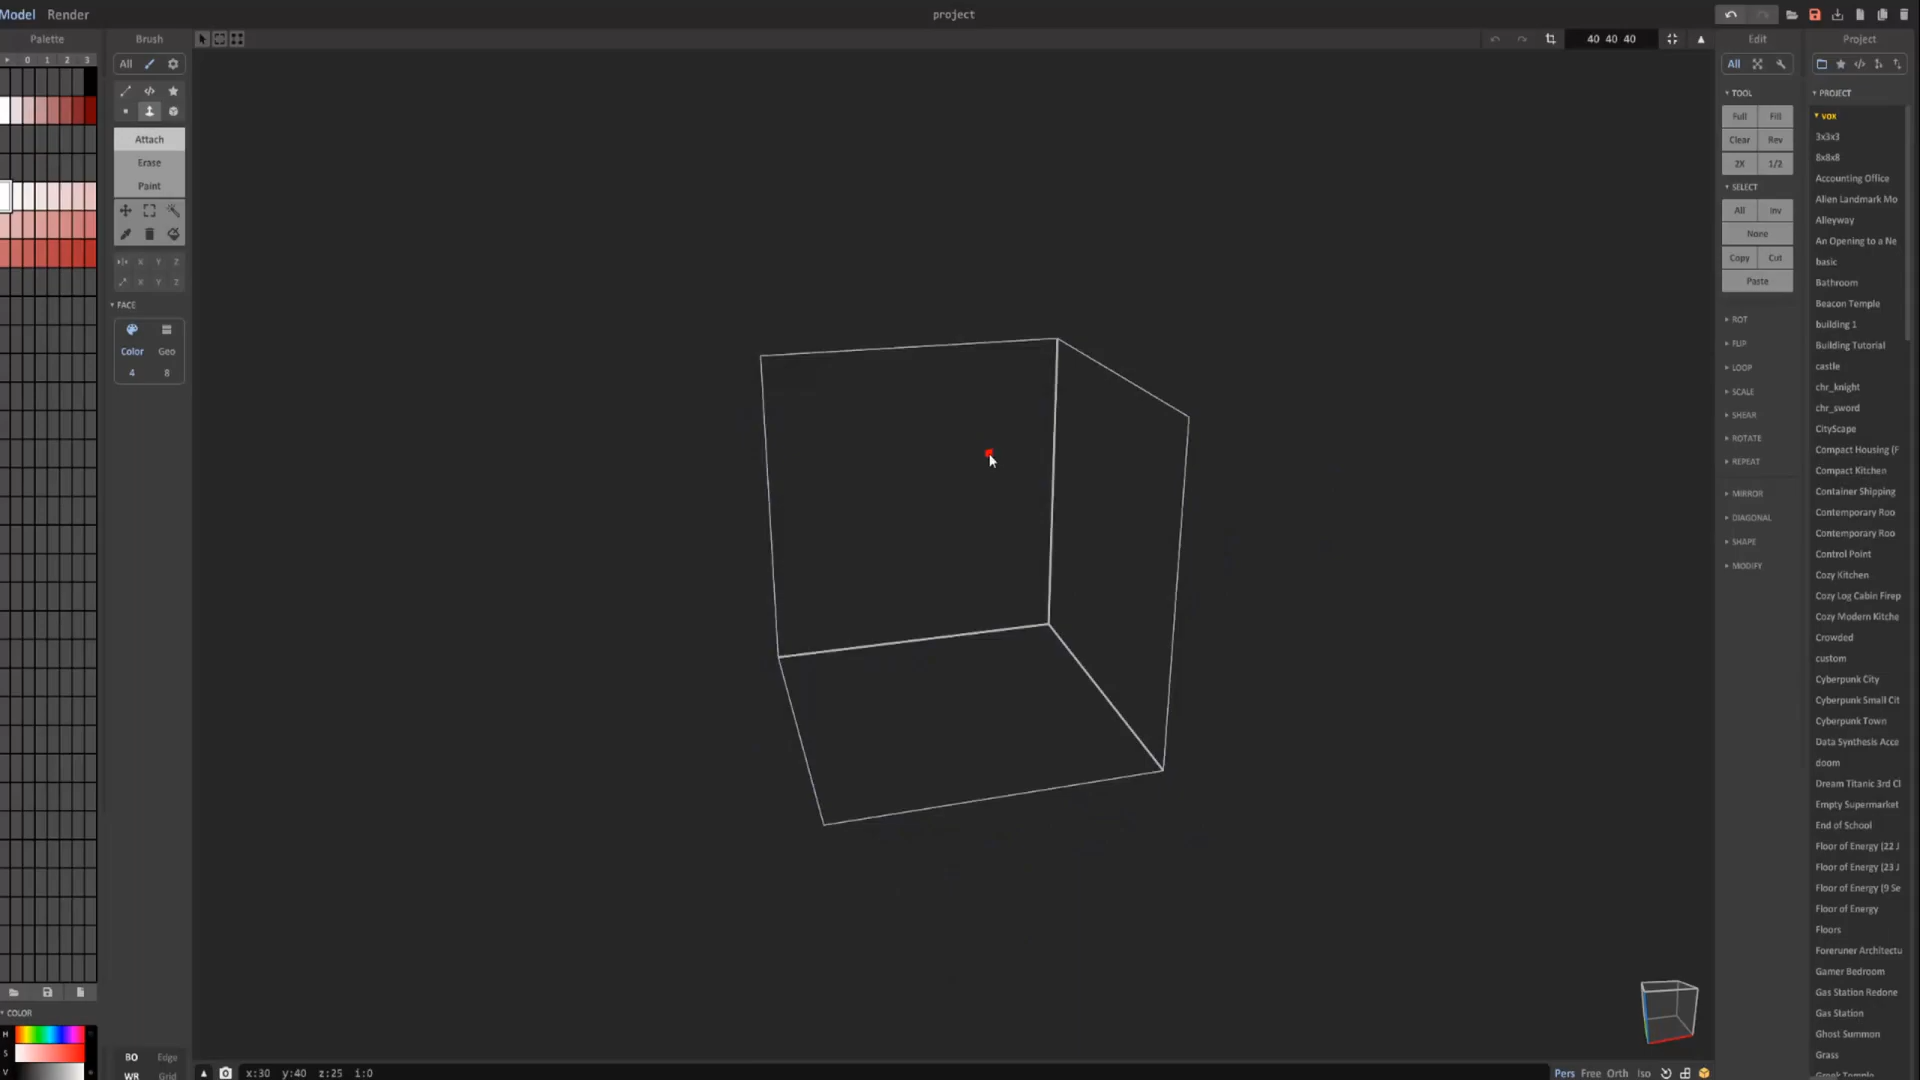 Model Render
project
Palette
Brush
40 40 40
Edit
Project
0 1 2 3
All
All
Attach
Erase
Paint
X Y Z
X Y Z
FACE
Color Geo
4 8
TOOL
Full Fill
Clear Rev
2X 1/2
SELECT
All Inv
None
Copy Cut
Paste
ROT
FLIP
LOOP
SCALE
SHEAR
ROTATE
REPEAT
MIRROR
DIAGONAL
SHAPE
MODIFY
PROJECT
vox
3x3x3
8x8x8
Accounting Office
Alien Landmark Mo
Alleyway
An Opening to a Ne
basic
Bathroom
Beacon Temple
building 1
Building Tutorial
castle
chr_knight
chr_sword
CityScape
Compact Housing (F
Compact Kitchen
Container Shipping
Contemporary Roo
Contemporary Roo
Control Point
Cozy Kitchen
Cozy Log Cabin Firep
Cozy Modern Kitche
Crowded
custom
Cyberpunk City
Cyberpunk Small Cit
Cyberpunk Town
Data Synthesis Acce
doom
Dream Titanic 3rd Cl
Empty Supermarket
End of School
Floor of Energy (22 J
Floor of Energy (23 J
Floor of Energy (9 Se
Floor of Energy
Floors
Forerunner Architectu
Gamer Bedroom
Gas Station Redone
Gas Station
Ghost Summon
Grass
Greek Temple
COLOR
H
S
V
BO Edge
WR Grid
x:30 y:40 z:25 i:0
Pers Free Orth Iso